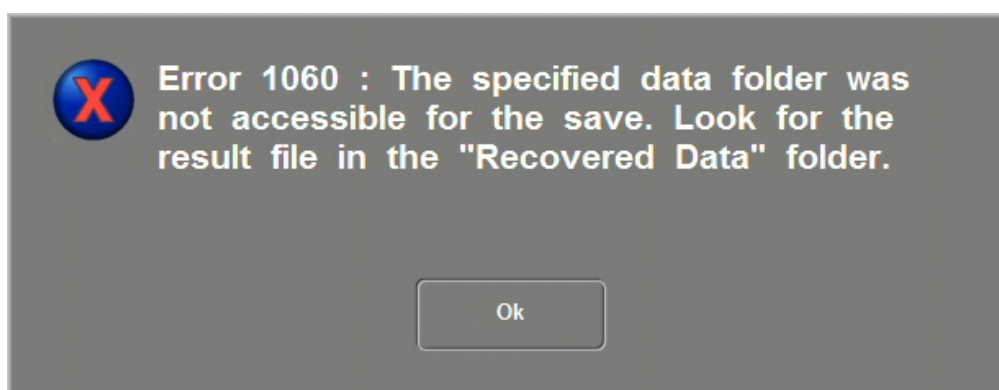 X
Error 1060 : The specified data folder was
not accessible for the save. Look for the
result file in the "Recovered Data" folder.
Ok